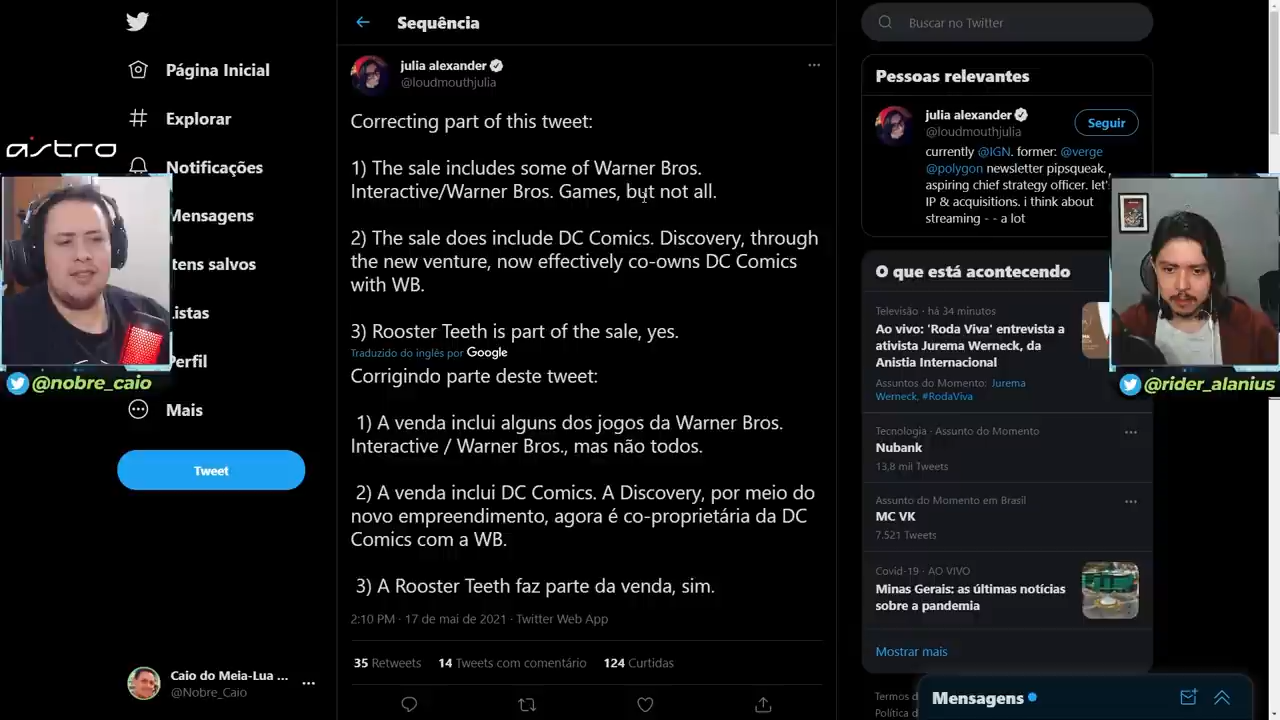 Sequência
Buscar no Twitter
Página Inicial
Explorar
Notificações
Mensagens
Itens salvos
Listas
Perfil
Mais
Tweet
astro
@nobre_caio
Caio do Meia-Lua ...
@Nobre_Caio
julia alexander
@loudmouthjulia
Correcting part of this tweet:
1) The sale includes some of Warner Bros.
Interactive/Warner Bros. Games, but not all.
2) The sale does include DC Comics. Discovery, through
the new venture, now effectively co-owns DC Comics
with WB.
3) Rooster Teeth is part of the sale, yes.
Traduzido do inglês por Google
Corrigindo parte deste tweet:
1) A venda inclui alguns dos jogos da Warner Bros.
Interactive / Warner Bros., mas não todos.
2) A venda inclui DC Comics. A Discovery, por meio do
novo empreendimento, agora é co-proprietária da DC
Comics com a WB.
3) A Rooster Teeth faz parte da venda, sim.
2:10 PM · 17 de mai de 2021 · Twitter Web App
35 Retweets 14 Tweets com comentário 124 Curtidas
Pessoas relevantes
julia alexander
@loudmouthjulia
Seguir
currently @IGN. former: @verge
@polygon newsletter pipsqueak.
aspiring chief strategy officer. let'
IP & acquisitions. i think about
streaming - - a lot
O que está acontecendo
Televisão · há 34 minutos
Ao vivo: 'Roda Viva' entrevista a
ativista Jurema Werneck, da
Anistia Internacional
Assuntos do Momento: Jurema
Werneck, #RodaViva
@rider_alanius
Tecnologia · Assunto do Momento
Nubank
13,8 mil Tweets
Assunto do Momento em Brasil
MC VK
7.521 Tweets
Covid-19 · AO VIVO
Minas Gerais: as últimas notícias
sobre a pandemia
Mostrar mais
Termos d
Política d
Mensagens